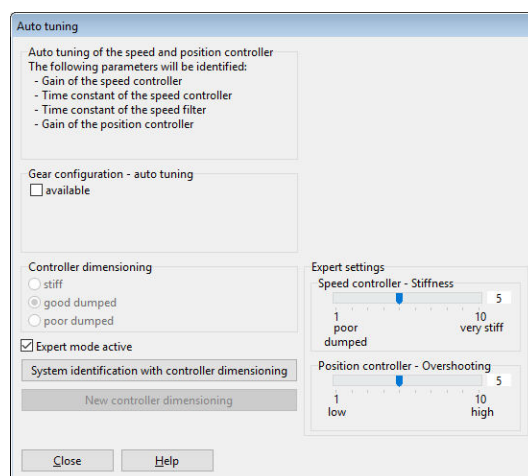 Auto tuning
Auto tuning of the speed and position controller
The following parameters will be identified:
- Gain of the speed controller
- Time constant of the speed controller
- Time constant of the speed filter
- Gain of the position controller
Gear configuration - auto tuning
available
Controller dimensioning
stiff
good dumped
poor dumped
Expert mode active
System identification with controller dimensioning
New controller dimensioning
Expert settings
Speed controller - Stiffness
5
1 10
poor very stiff
dumped
Position controller - Overshooting
5
1 10
low high
Close Help